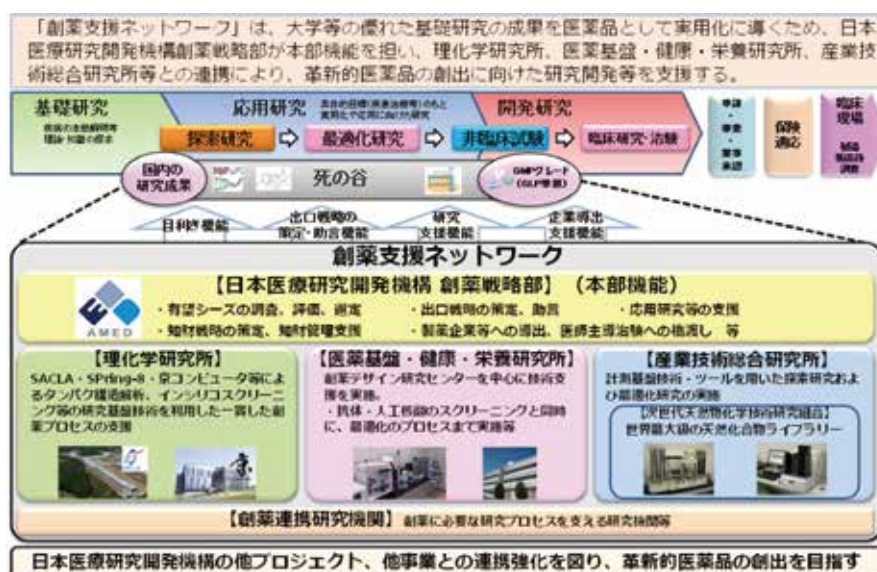 「創薬支援ネットワーク」は、大学等の優れた基礎研究の成果を医薬品として実用化に導くため、日本
医療研究開発機構創薬戦略部が本部機能を担い、理化学研究所、医薬基盤・健康・栄養研究所、産業技
術総合研究所等との連携により、革新的医薬品の創出に向けた研究開発等を支援する。
基礎研究
応用研究
開発研究
探索研究
最適化研究
非臨床試験
臨床研究・治験
保険
適応
臨床
現場
国内の
研究成果
死の谷
GMPグレード
目利き機能
出口戦略の
策定・助言機能
研究
支援機能
企業導出
支援機能
創薬支援ネットワーク
【日本医療研究開発機構 創薬戦略部】（本部機能）
AMED
・有望シーズの調査、評価、選定
・出口戦略の策定、助言
・応用研究等の支援
・知財戦略の策定、知財管理支援
・製薬企業等への導出、医師主導治験への橋渡し 等
【理化学研究所】
SACLA・SPring-8・京コンピュータ等によ
るタンパク構造解析、インシリコスクリー
ニング等の研究基盤技術を利用した一貫した創
薬プロセスの支援
京
【医薬基盤・健康・栄養研究所】
創薬デザイン研究センターを中心に技術支
援を実施。
・抗体・人工核酸のスクリーニングと同時
に、最適化のプロセスまで実施等
【産業技術総合研究所】
計測基盤技術・ツールを用いた探索研究およ
び最適化研究の実施
【次世代天然物化学技術研究組合】
世界最大級の天然化合物ライブラリー
【創薬連携研究機関】創薬に必要な研究プロセスを支える研究機関等
日本医療研究開発機構の他プロジェクト、他事業との連携強化を図り、革新的医薬品の創出を目指す